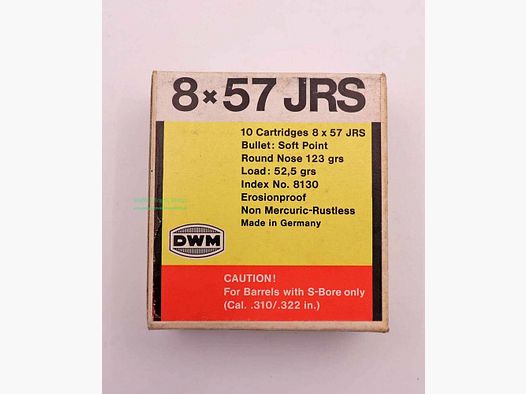 8×57 JRS
10 Cartridges 8 x 57 JRS
Bullet: Soft Point
Round Nose 123 grs
Load: 52,5 grs
Index No. 8130
Erosionproof
Non Mercuric-Rustless
Made in Germany
DWM
CAUTION!
For Barrels with S-Bore only
(Cal. .310/.322 in.)